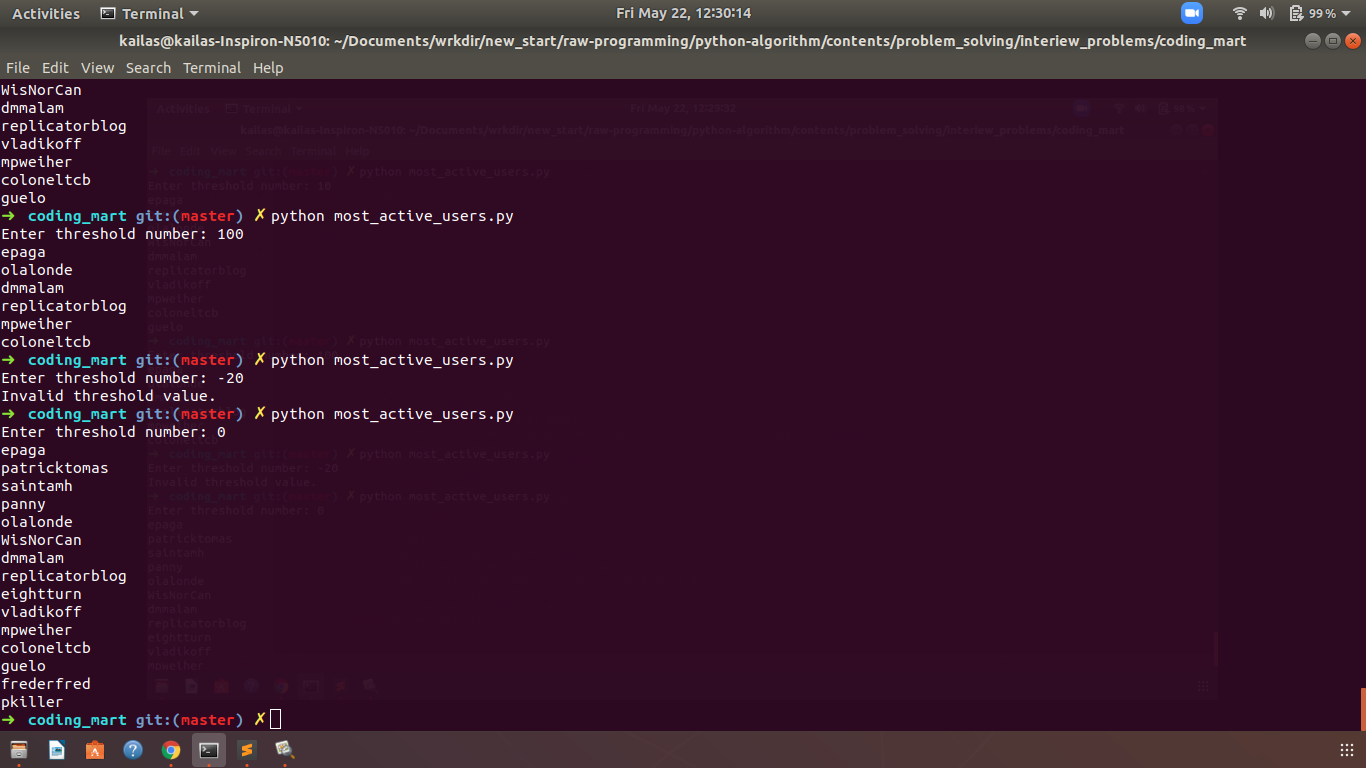 Activities Terminal Fri May 22, 12:30:14 99%
kailas@kailas-Inspiron-N5010: ~/Documents/wrkdir/new_start/raw-programming/python-algorithm/contents/problem_solving/interiew_problems/coding_mart
File Edit View Search Terminal Help
WisNorCan
dmmalam
replicatorblog
vladikoff
mpweiher
coloneltcb
guelo
➜ coding_mart git:(master) ✗ python most_active_users.py
Enter threshold number: 100
epaga
olalonde
dmmalam
replicatorblog
mpweiher
coloneltcb
➜ coding_mart git:(master) ✗ python most_active_users.py
Enter threshold number: -20
Invalid threshold value.
➜ coding_mart git:(master) ✗ python most_active_users.py
Enter threshold number: 0
epaga
patricktomas
saintamh
panny
olalonde
WisNorCan
dmmalam
replicatorblog
eightturn
vladikoff
mpweiher
coloneltcb
guelo
frederfred
pkiller
➜ coding_mart git:(master) ✗